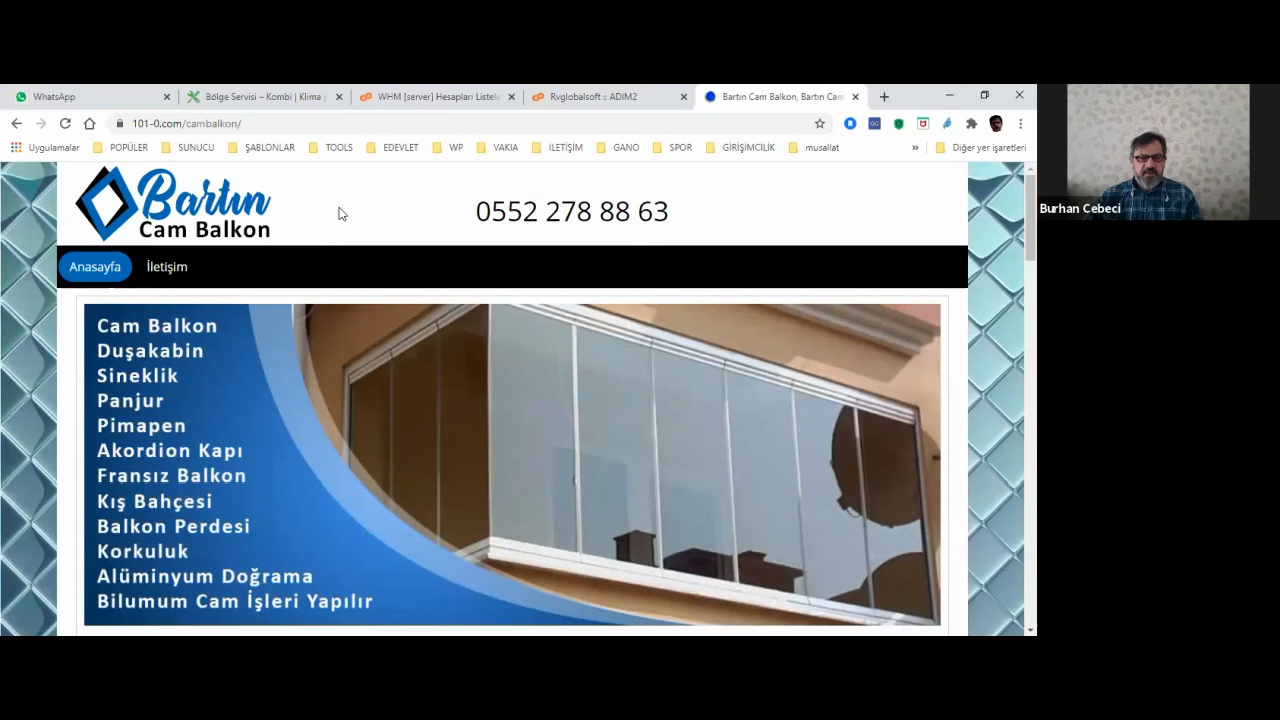 WhatsApp
Bölge Servisi – Kombi | Klima
WHM [server] Hesapları Listele
Rvglobalsoft :: ADIM2
Bartın Cam Balkon, Bartın Cam
101-0.com/cambalkon/
Uygulamalar
POPÜLER
SUNUCU
ŞABLONLAR
TOOLS
EDEVLET
WP
VAKIA
İLETİŞİM
GANO
SPOR
GİRİŞİMCİLİK
musallat
»
Diğer yer işaretleri
Bartın
Cam Balkon
0552 278 88 63
Anasayfa
İletişim
Cam Balkon
Duşakabin
Sineklik
Panjur
Pimapen
Akordion Kapı
Fransız Balkon
Kış Bahçesi
Balkon Perdesi
Korkuluk
Alüminyum Doğrama
Bilumum Cam İşleri Yapılır
Burhan Cebeci